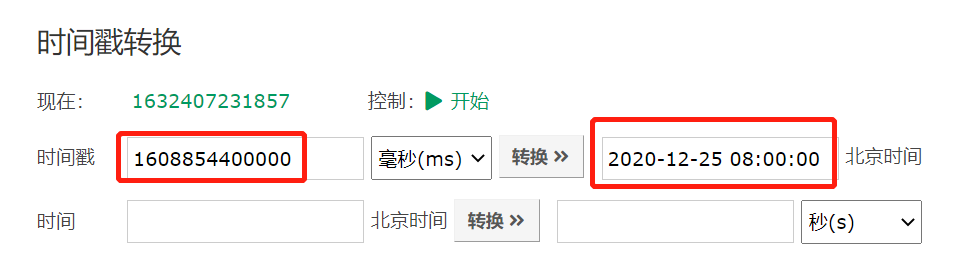 时间戳转换
现在： 1632407231857 控制： 开始
时间戳 1608854400000 毫秒(ms) 转换 2020-12-25 08:00:00 北京时间
时间 北京时间 转换 秒(s)